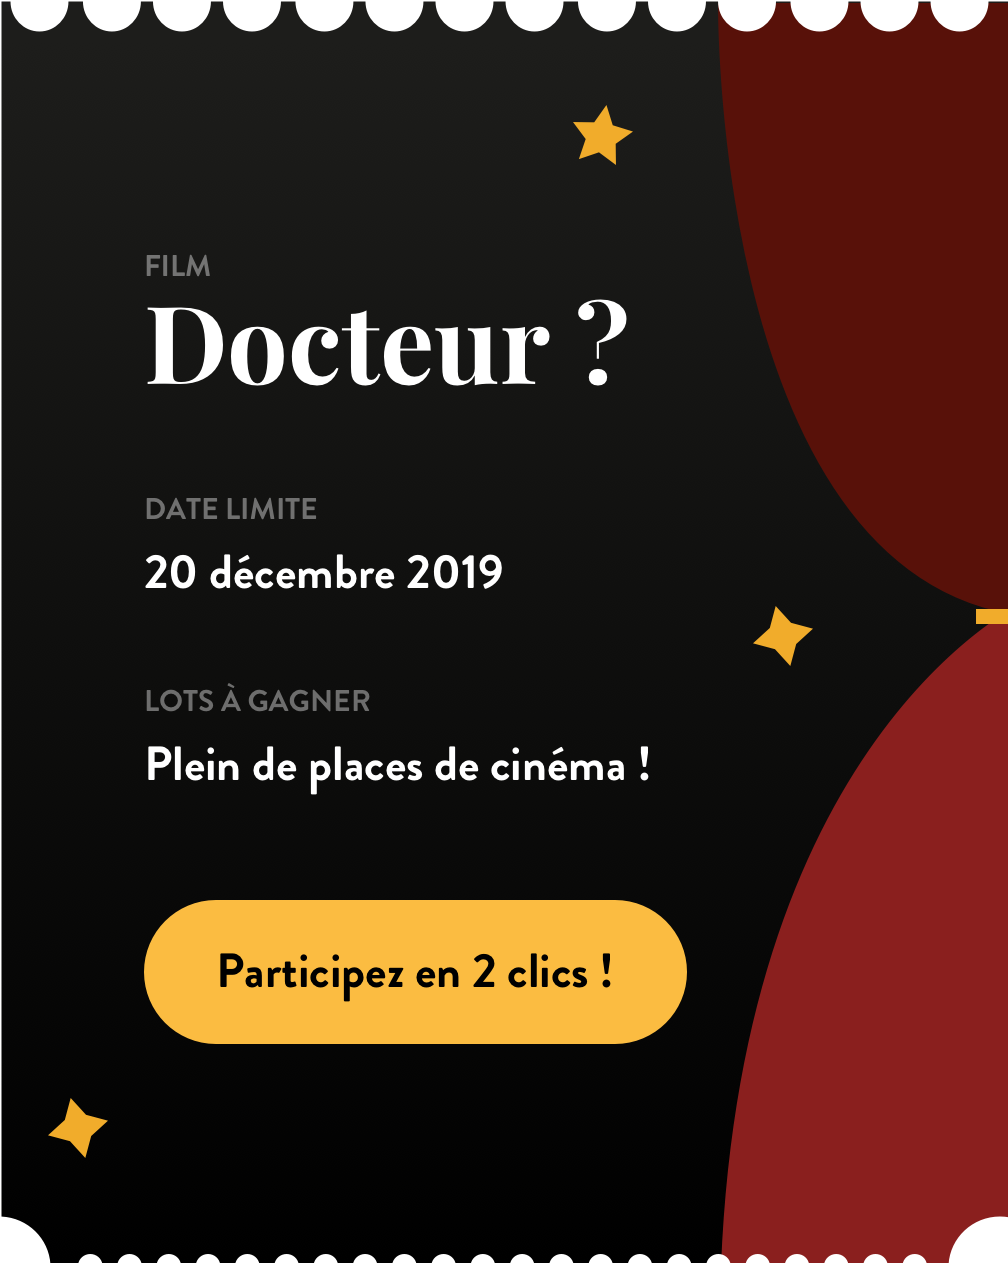 FILM
Docteur ?
DATE LIMITE
20 décembre 2019
LOTS À GAGNER
Plein de places de cinéma !
Participez en 2 clics !